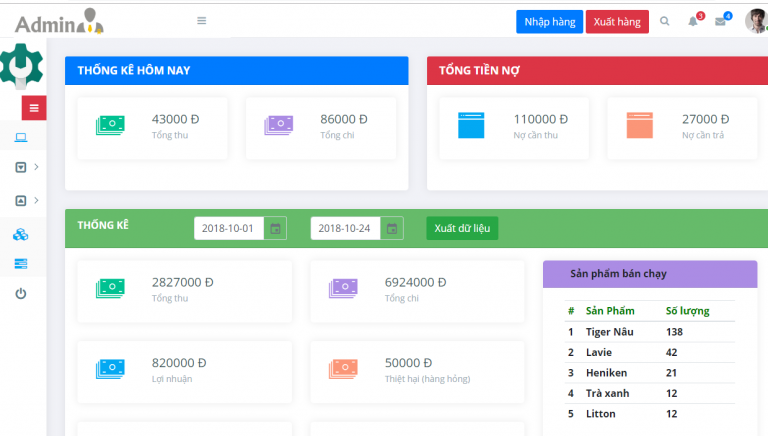 Admin
Nhập hàng
Xuất hàng
3
4
THỐNG KÊ HÔM NAY
43000 Đ
Tổng thu
86000 Đ
Tổng chi
TỔNG TIỀN NỢ
110000 Đ
Nợ cần thu
27000 Đ
Nợ cần trả
THỐNG KÊ
2018-10-01
2018-10-24
Xuất dữ liệu
2827000 Đ
Tổng thu
6924000 Đ
Tổng chi
820000 Đ
Lợi nhuận
50000 Đ
Thiệt hại (hàng hỏng)
Sản phẩm bán chạy
# Sản Phẩm Số lượng
1 Tiger Nâu 138
2 Lavie 42
3 Heniken 21
4 Trà xanh 12
5 Litton 12